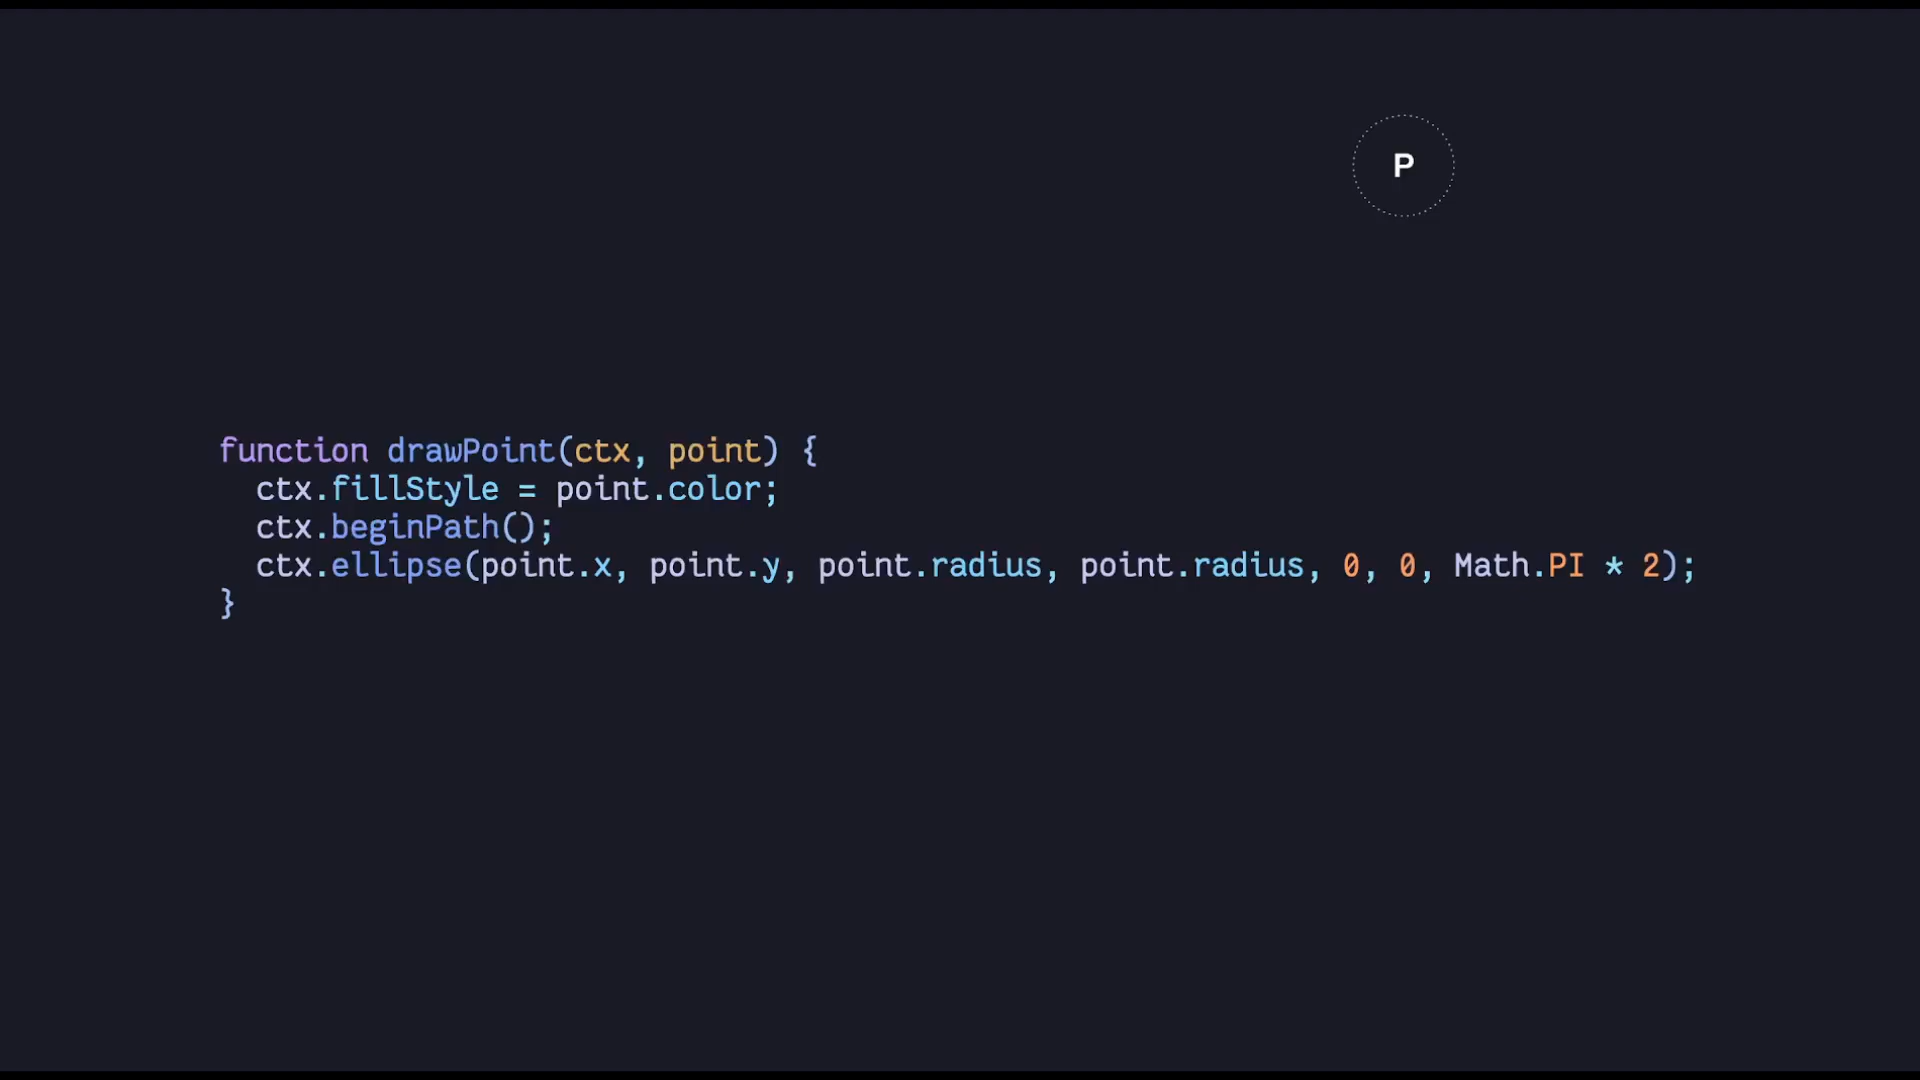 P
function drawPoint(ctx, point) {
  ctx.fillStyle = point.color;
  ctx.beginPath();
  ctx.ellipse(point.x, point.y, point.radius, point.radius, 0, 0, Math.PI * 2);
}